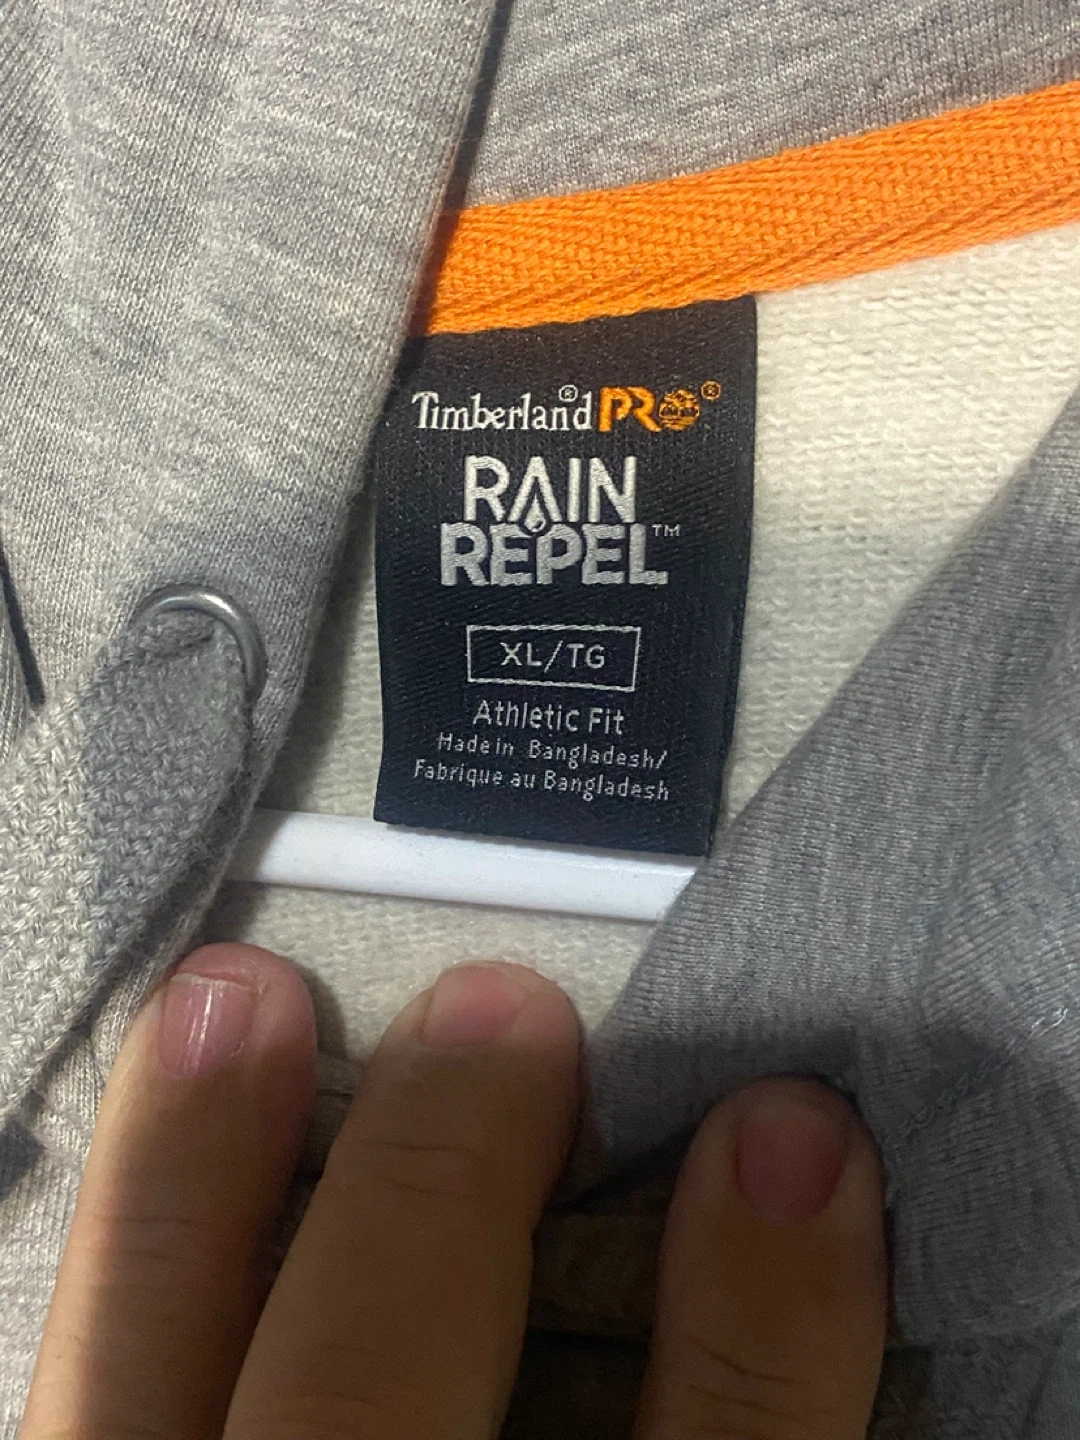 Timberland® PRO®
RAIN
REPEL™
XL/TG
Athletic Fit
Made in Bangladesh/
Fabrique au Bangladesh